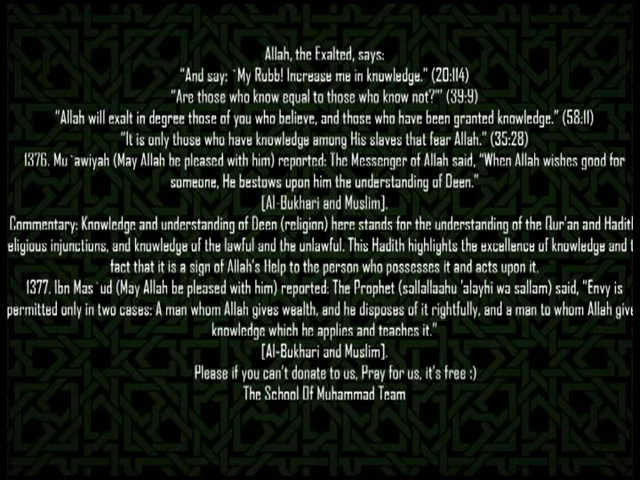 Allah, the Exalted, says:
"And say: `My Rubb! Increase me in knowledge." (20:114)
"Are those who know equal to those who know not?'" (39:9)
"Allah will exalt in degree those of you who believe, and those who have been granted knowledge." (58:11)
"It is only those who have knowledge among His slaves that fear Allah." (35:28)
1376. Mu`awiyah (May Allah be pleased with him) reported: The Messenger of Allah said, "When Allah wishes good for
someone, He bestows upon him the understanding of Deen."
[Al-Bukhari and Muslim].
Commentary: Knowledge and understanding of Deen (religion) here stands for the understanding of the Qur'an and Hadith
eligious injunctions, and knowledge of the lawful and the unlawful. This Hadith highlights the excellence of knowledge and t
fact that it is a sign of Allah's Help to the person who possesses it and acts upon it.
1377. Ibn Mas`ud (May Allah be pleased with him) reported: The Prophet (sallallaahu 'alayhi wa sallam) said, "Envy is
permitted only in two cases: A man whom Allah gives wealth, and he disposes of it rightfully, and a man to whom Allah give
knowledge which he applies and teaches it."
[Al-Bukhari and Muslim].
Please if you can't donate to us, Pray for us, it's free :)
The School Of Muhammad Team